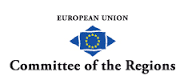 EUROPEAN UNION
Committee of the Regions